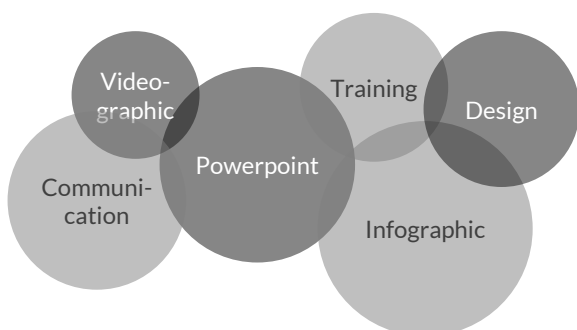 Video-
graphic
Communi-
cation
Powerpoint
Training
Design
Infographic